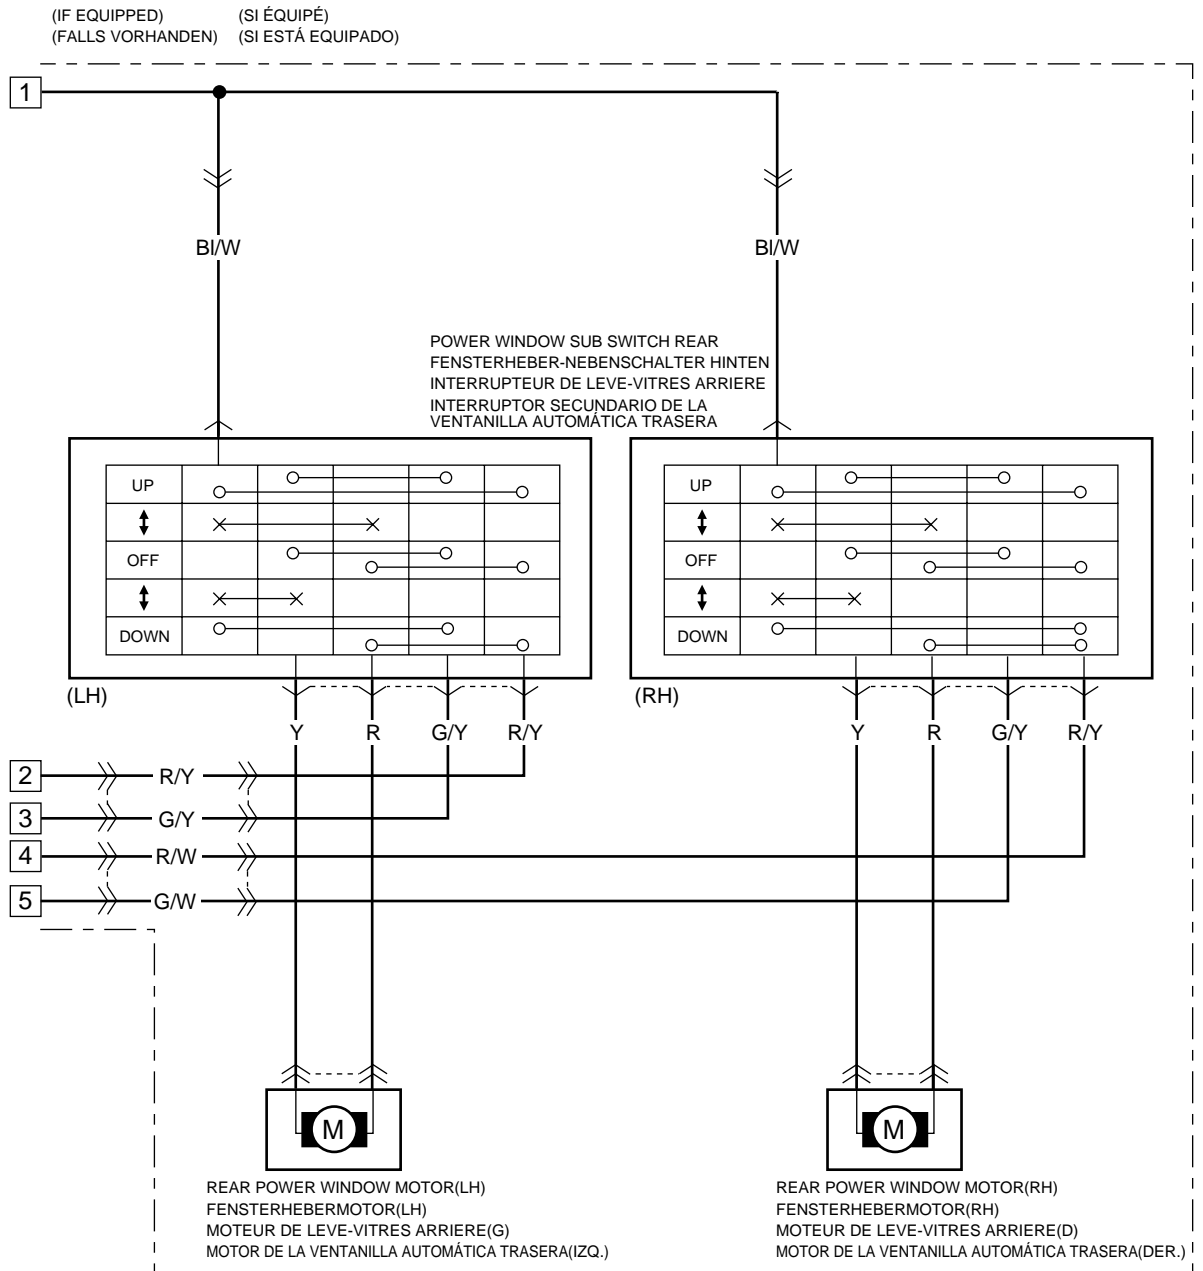 (IF EQUIPPED) (SI ÉQUIPÉ)
(FALLS VORHANDEN) (SI ESTÁ EQUIPADO)
1
Bl/W Bl/W
POWER WINDOW SUB SWITCH REAR
FENSTERHEBER-NEBENSCHALTER HINTEN
INTERRUPTEUR DE LEVE-VITRES ARRIERE
INTERRUPTOR SECUNDARIO DE LA
VENTANILLA AUTOMÁTICA TRASERA
UP UP
OFF OFF
DOWN DOWN
(LH) (RH)
Y R G/Y R/Y Y R G/Y R/Y
2 R/Y
3 G/Y
4 R/W
5 G/W
M M
REAR POWER WINDOW MOTOR(LH)
FENSTERHEBERMOTOR(LH)
MOTEUR DE LEVE-VITRES ARRIERE(G)
MOTOR DE LA VENTANILLA AUTOMÁTICA TRASERA(IZQ.)
REAR POWER WINDOW MOTOR(RH)
FENSTERHEBERMOTOR(RH)
MOTEUR DE LEVE-VITRES ARRIERE(D)
MOTOR DE LA VENTANILLA AUTOMÁTICA TRASERA(DER.)